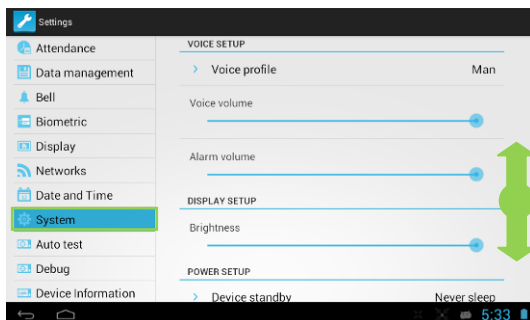 Settings
Attendance
Data management
Bell
Biometric
Display
Networks
Date and Time
System
Auto test
Debug
Device Information
VOICE SETUP
Voice profile Man
Voice volume
Alarm volume
DISPLAY SETUP
Brightness
POWER SETUP
Device standby Never sleep
5:33